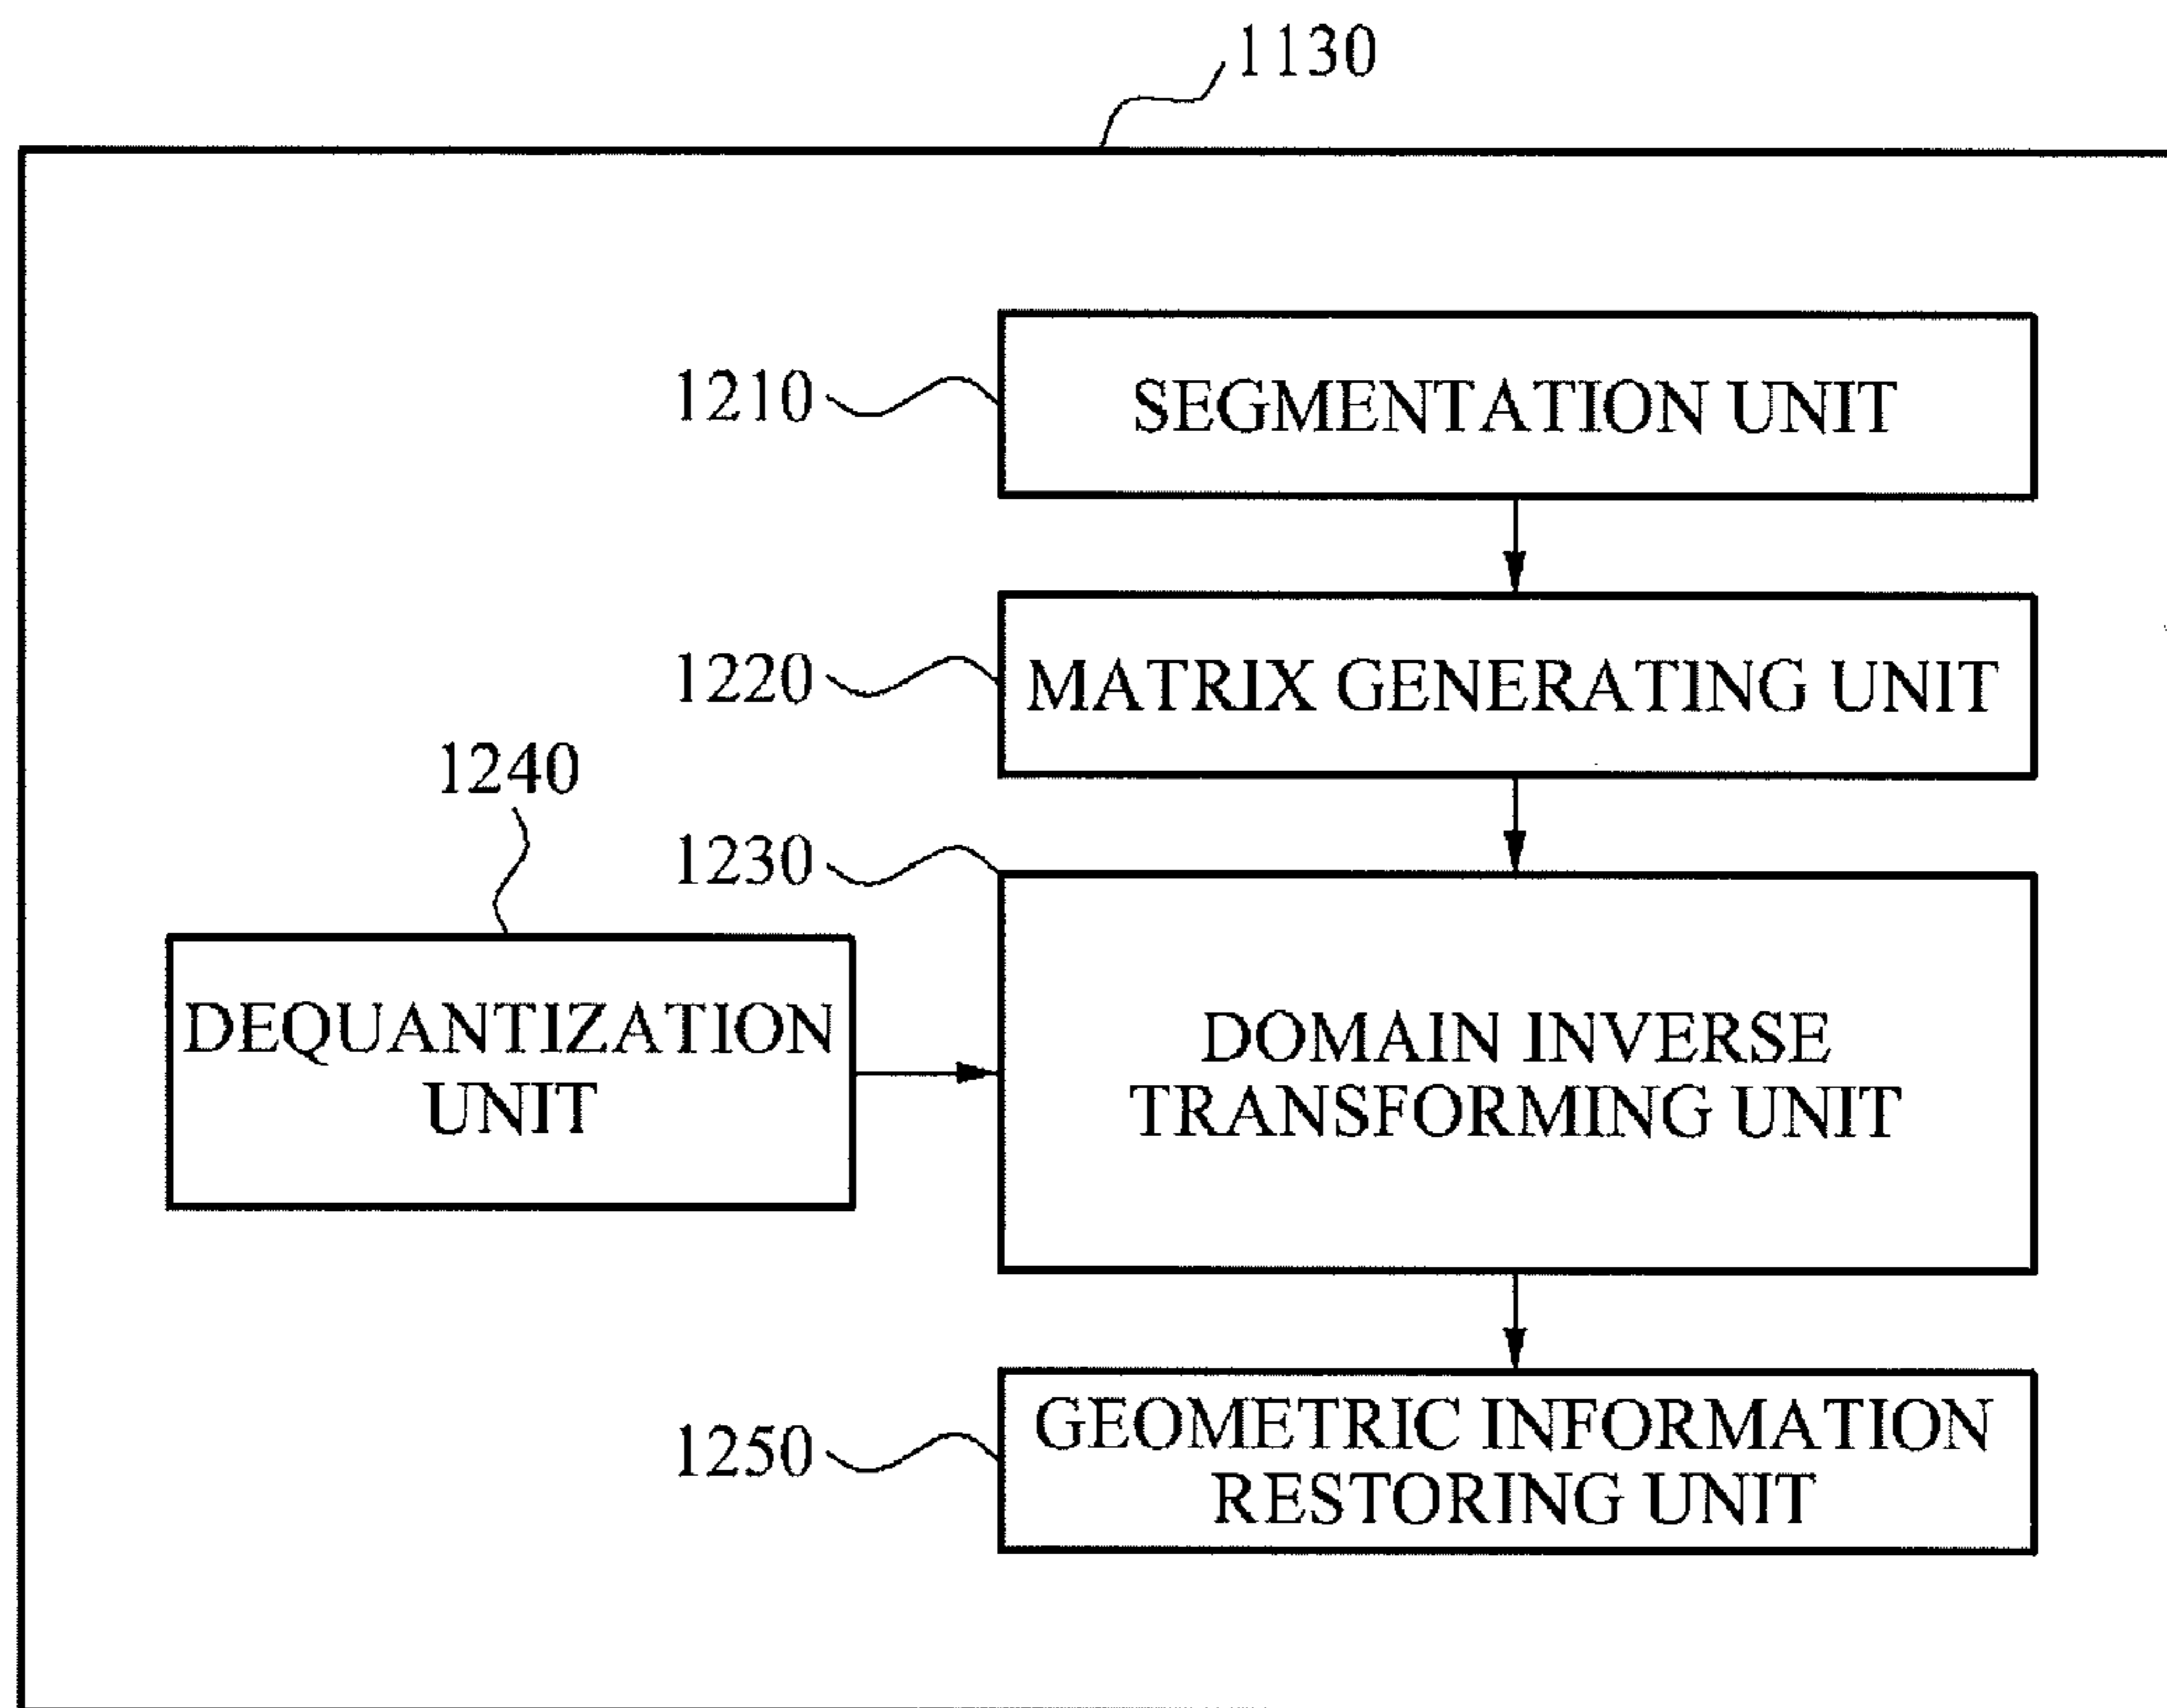 1130
1210
SEGMENTATION UNIT
1220
MATRIX GENERATING UNIT
1240
1230
DEQUANTIZATION
UNIT
DOMAIN INVERSE
TRANSFORMING UNIT
1250
GEOMETRIC INFORMATION
RESTORING UNIT